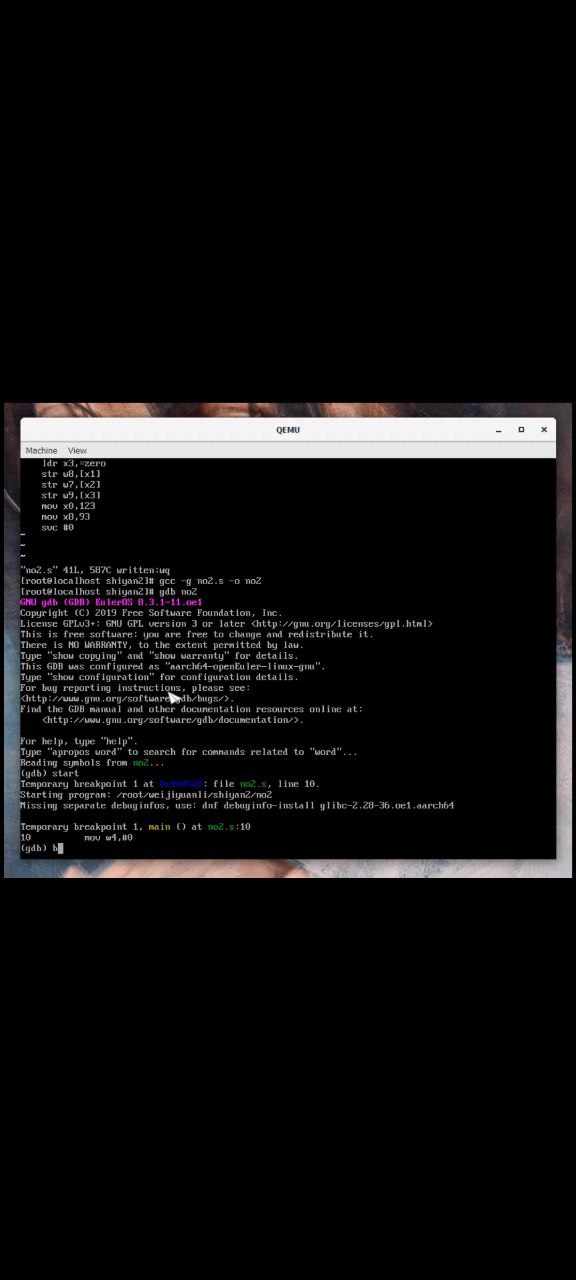 QEMU
Machine View
ldr x3,=zero
str w8,[x1]
str w7,[x2]
str w9,[x3]
mov x0,123
mov x8,93
svc #0
~
~
~
"no2.s" 41L, 587C written:wq
[root@localhost shiyan2]# gcc -g no2.s -o no2
[root@localhost shiyan2]# gdb no2
GNU gdb (GDB) EulerOS 8.3.1-11.oe1
Copyright (C) 2019 Free Software Foundation, Inc.
License GPLv3+: GNU GPL version 3 or later <http://gnu.org/licenses/gpl.html>
This is free software: you are free to change and redistribute it.
There is NO WARRANTY, to the extent permitted by law.
Type "show copying" and "show warranty" for details.
This GDB was configured as "aarch64-openEuler-linux-gnu".
Type "show configuration" for configuration details.
For bug reporting instructions, please see:
<http://www.gnu.org/software/gdb/bugs/>.
Find the GDB manual and other documentation resources online at:
<http://www.gnu.org/software/gdb/documentation/>.
For help, type "help".
Type "apropos word" to search for commands related to "word"...
Reading symbols from no2...
(gdb) start
Temporary breakpoint 1 at : file no2.s, line 10.
Starting program: /root/weijiyuanli/shiyan2/no2
Missing separate debuginfos, use: dnf debuginfo-install glibc-2.28-36.oe1.aarch64
Temporary breakpoint 1, main () at no2.s:10
10 mov w4,#0
(gdb) b